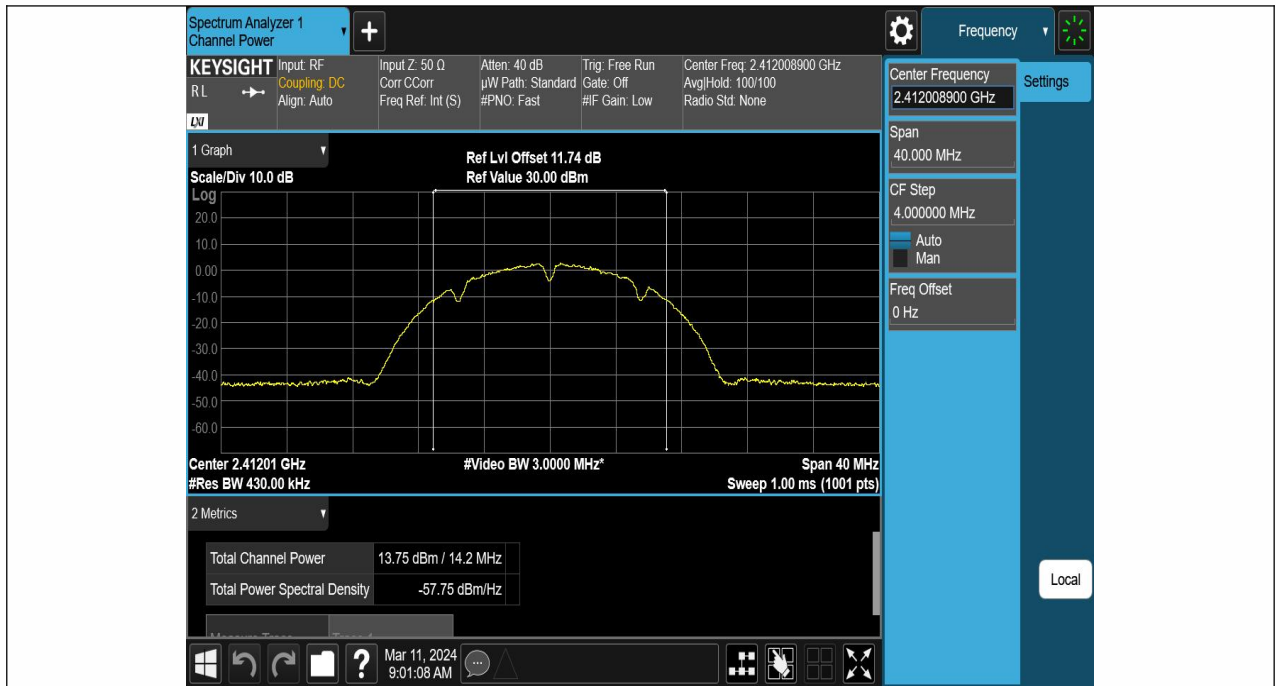 Spectrum Analyzer 1
Channel Power
Frequency
KEYSIGHT
R L
LXI
Input: RF
Coupling: DC
Align: Auto
Input Z: 50 Ω
Corr CCorr
Freq Ref: Int (S)
Atten: 40 dB
µW Path: Standard
#PNO: Fast
Trig: Free Run
Gate: Off
#IF Gain: Low
Center Freq: 2.412008900 GHz
Avg|Hold: 100/100
Radio Std: None
Center Frequency
2.412008900 GHz
Settings
Span
40.000 MHz
CF Step
4.000000 MHz
Auto
Man
Freq Offset
0 Hz
1 Graph
Ref Lvl Offset 11.74 dB
Scale/Div 10.0 dB
Ref Value 30.00 dBm
Log
20.0
10.0
0.00
-10.0
-20.0
-30.0
-40.0
-50.0
-60.0
Center 2.41201 GHz
#Video BW 3.0000 MHz*
Span 40 MHz
#Res BW 430.00 kHz
Sweep 1.00 ms (1001 pts)
2 Metrics
Total Channel Power
13.75 dBm / 14.2 MHz
Total Power Spectral Density
-57.75 dBm/Hz
Local
?
Mar 11, 2024
9:01:08 AM